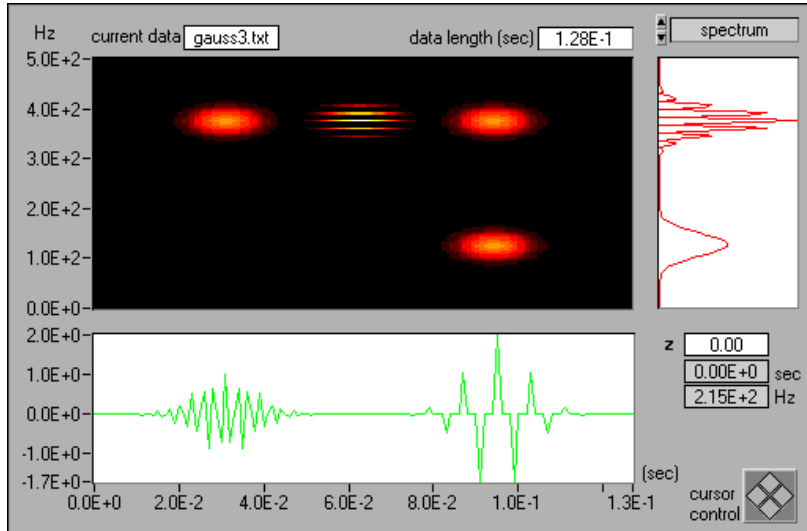 Hz current data gauss3.txt data length (sec) 1.28E-1 spectrum
5.0E+2
4.0E+2
3.0E+2
2.0E+2
1.0E+2
0.0E+0
2.0E+0
1.0E+0
0.0E+0
-1.0E+0
-1.7E+0
0.0E+0 2.0E-2 4.0E-2 6.0E-2 8.0E-2 1.0E-1 1.3E-1
(sec)
z 0.00
0.00E+0 sec
2.15E+2 Hz
cursor
control